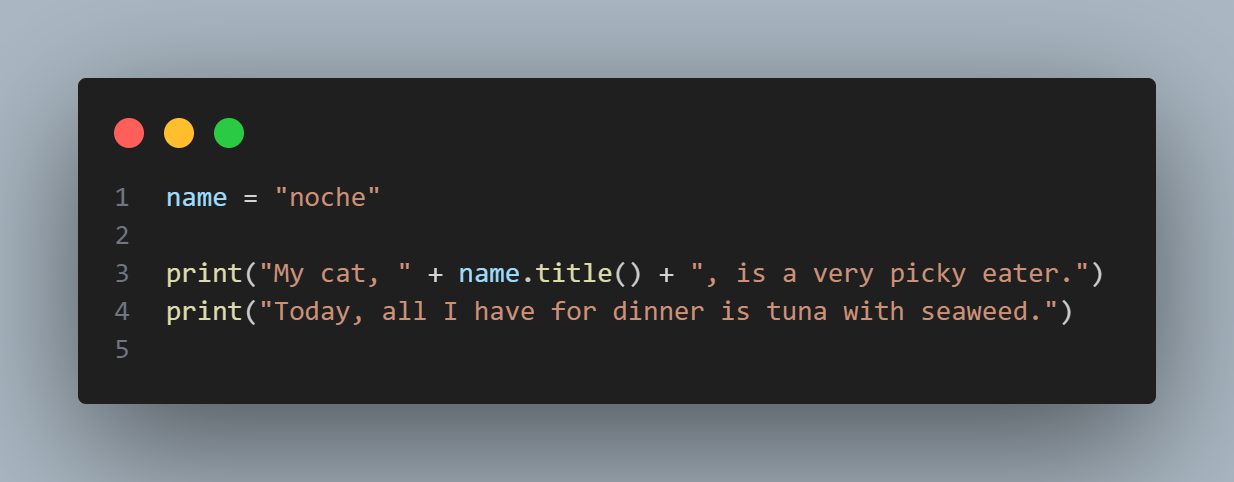 1 name = "noche"
2
3 print("My cat, " + name.title() + ", is a very picky eater.")
4 print("Today, all I have for dinner is tuna with seaweed.")
5